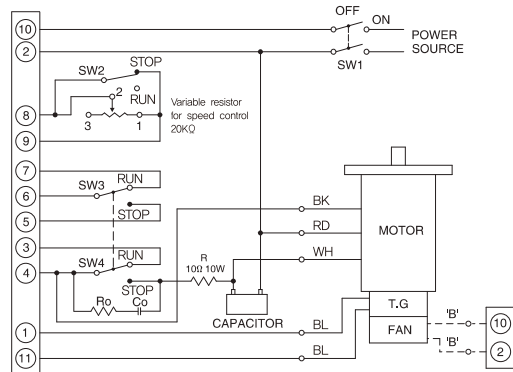 OFF
ON
10
POWER
SOURCE
2
SW1
STOP
SW2
2
RUN
Variable resistor
for speed control
20KΩ
8
3
1
9
7
RUN
SW3
6
STOP
5
BK
RD
MOTOR
3
RUN
R
10Ω 10W
WH
SW4
4
STOP
Ro
Co
CAPACITOR
T.G
1
BL
FAN
'B'
10
'B'
2
11
BL